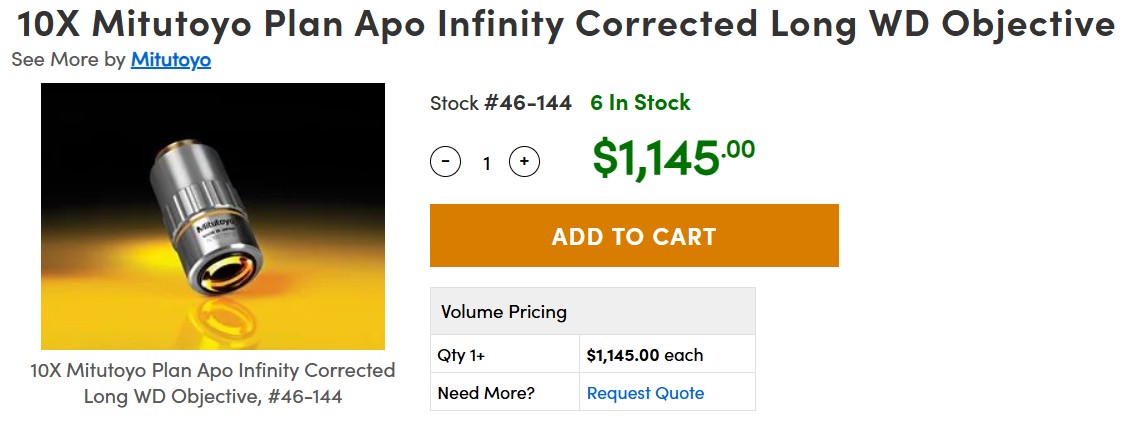 10X Mitutoyo Plan Apo Infinity Corrected Long WD Objective
See More by Mitutoyo
Stock #46-144 6 In Stock
- 1 + $1,145.00
ADD TO CART
Volume Pricing
Qty 1+ $1,145.00 each
Need More? Request Quote
Mitutoyo
10X Mitutoyo Plan Apo Infinity Corrected
Long WD Objective, #46-144